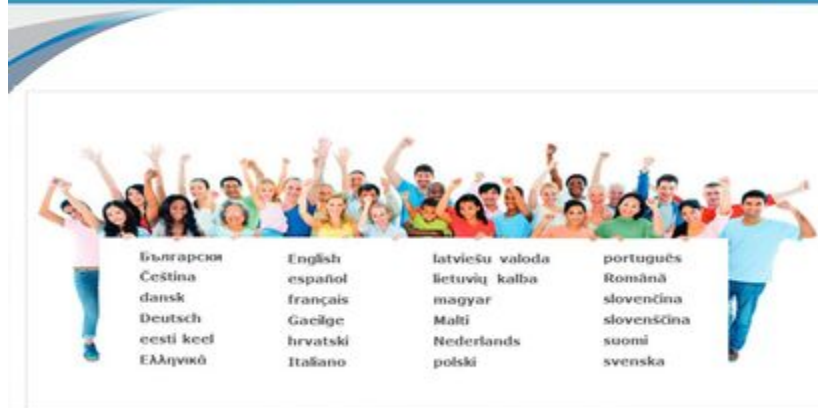 Български
Čeština
dansk
Deutsch
eesti keel
Ελληνικά
English
español
français
Gaeilge
hrvatski
Italiano
latviešu valoda
lietuvių kalba
magyar
Malti
Nederlands
polski
português
Română
slovenčina
slovenščina
suomi
svenska